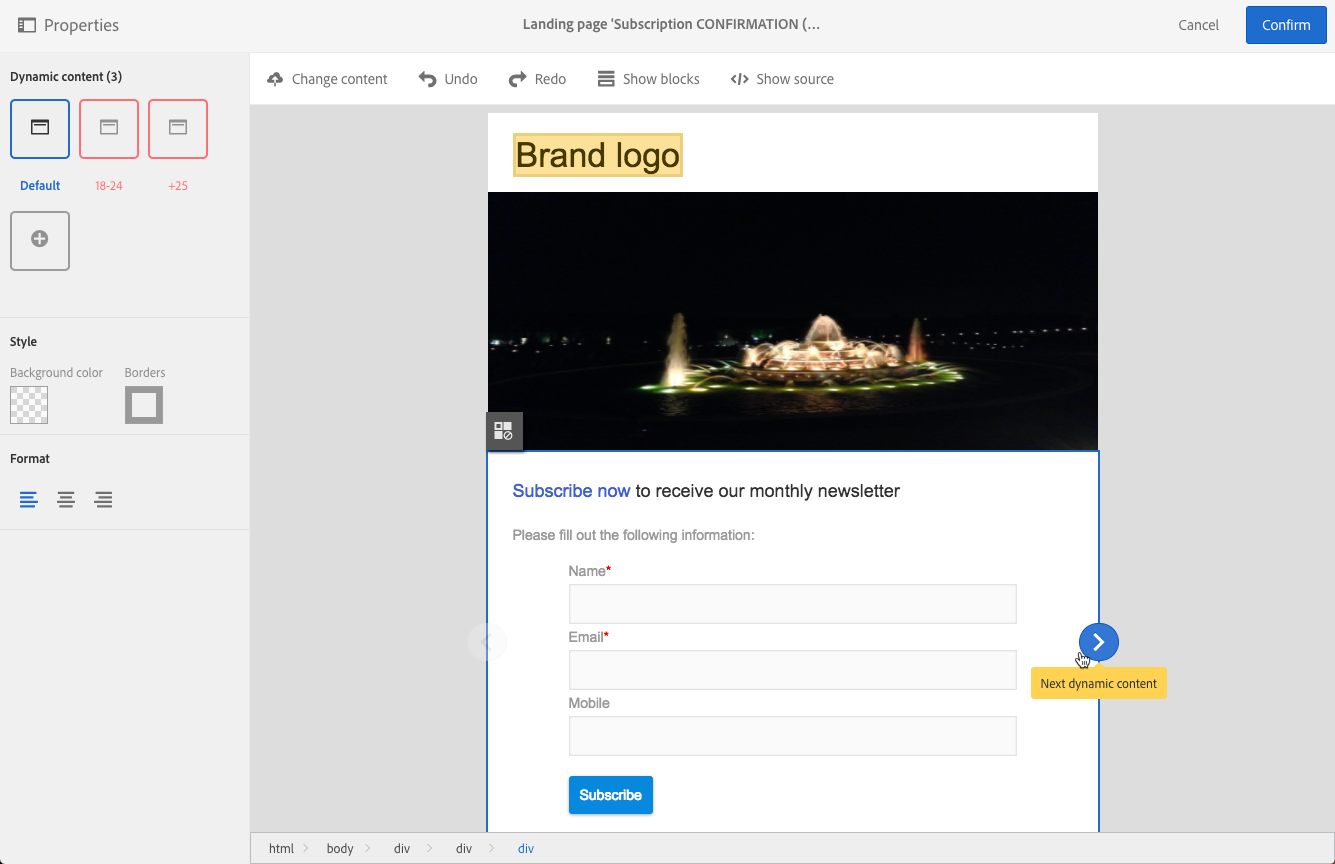 Properties
Landing page 'Subscription CONFIRMATION (...
Cancel
Confirm
Dynamic content (3)
Default
18-24
+25
Style
Background color
Borders
Format
Change content
Undo
Redo
Show blocks
Show source
Brand logo
Subscribe now to receive our monthly newsletter
Please fill out the following information:
Name*
Email*
Mobile
Next dynamic content
Subscribe
html
body
div
div
div